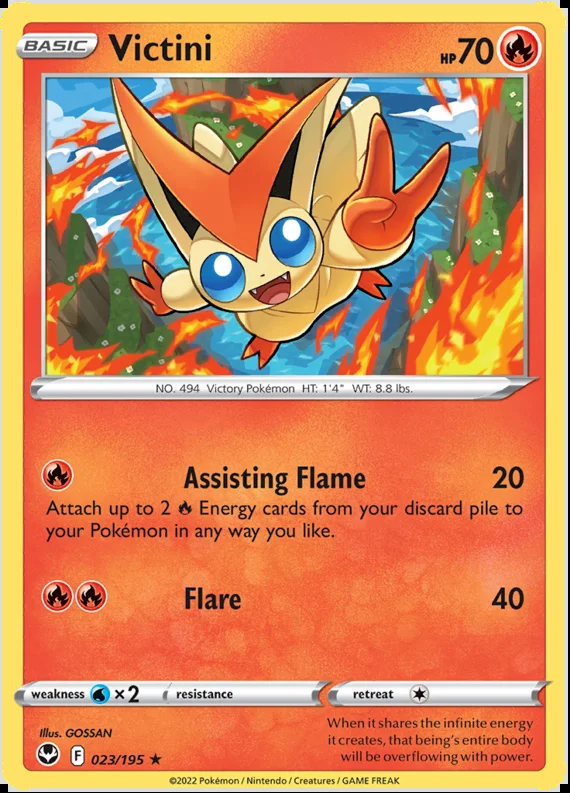 BASIC Victini HP 70
NO. 494 Victory Pokémon HT: 1'4" WT: 8.8 lbs.
Assisting Flame 20
Attach up to 2 Energy cards from your discard pile to
your Pokémon in any way you like.
Flare 40
weakness ×2 resistance retreat
When it shares the infinite energy
it creates, that being's entire body
will be overflowing with power.
Illus. GOSSAN
F 023/195 ★
©2022 Pokémon / Nintendo / Creatures / GAME FREAK